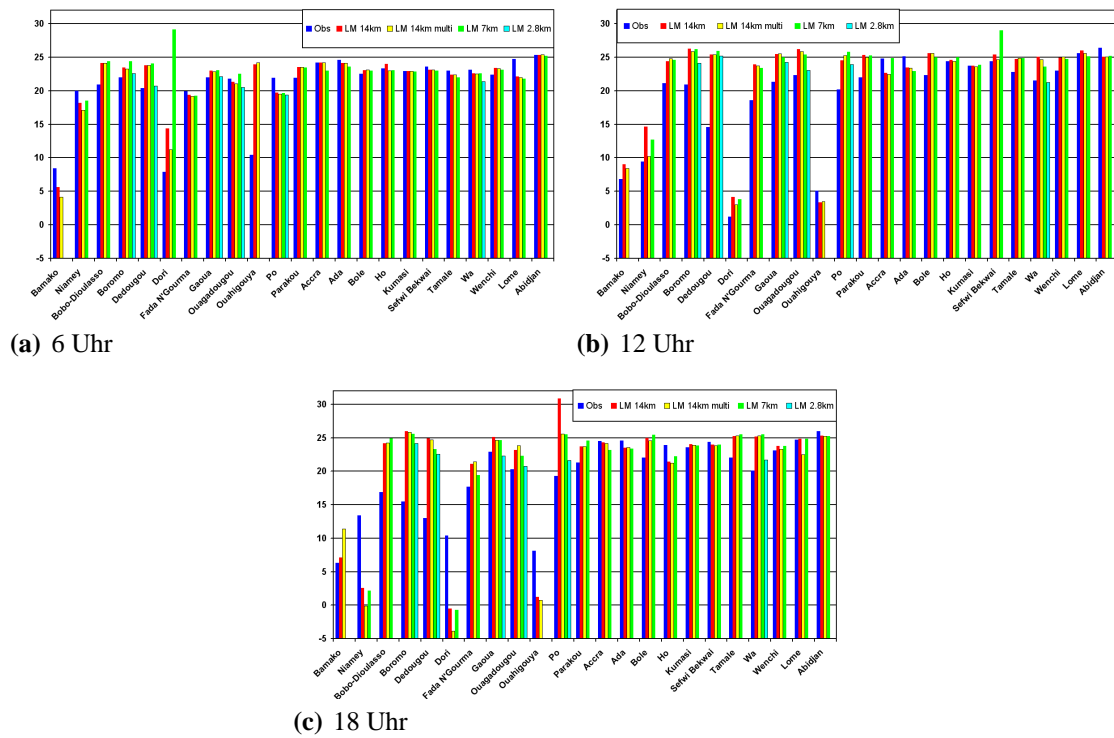 Obs LM 14km LM 14km multi LM 7km LM 2.8km
30
25
20
15
10
5
0
-5
Bamako
Niamey
Bobo-Dioulasso
Boromo
Dedougou
Dori
Fada N'Gourma
Gaoua
Ouagadougou
Ouahigouya
Po
Parakou
Accra
Ada
Bole
Ho
Kumasi
Sefwi Bekwai
Tamale
Wa
Wenchi
Lome
Abidjan
(a) 6 Uhr
Obs LM 14km LM 14km multi LM 7km LM 2.8km
30
25
20
15
10
5
0
-5
Bamako
Niamey
Bobo-Dioulasso
Boromo
Dedougou
Dori
Fada N'Gourma
Gaoua
Ouagadougou
Ouahigouya
Po
Parakou
Accra
Ada
Bole
Ho
Kumasi
Sefwi Bekwai
Tamale
Wa
Wenchi
Lome
Abidjan
(b) 12 Uhr
Obs LM 14km LM 14km multi LM 7km LM 2.8km
30
25
20
15
10
5
0
-5
Bamako
Niamey
Bobo-Dioulasso
Boromo
Dedougou
Dori
Fada N'Gourma
Gaoua
Ouagadougou
Ouahigouya
Po
Parakou
Accra
Ada
Bole
Ho
Kumasi
Sefwi Bekwai
Tamale
Wa
Wenchi
Lome
Abidjan
(c) 18 Uhr